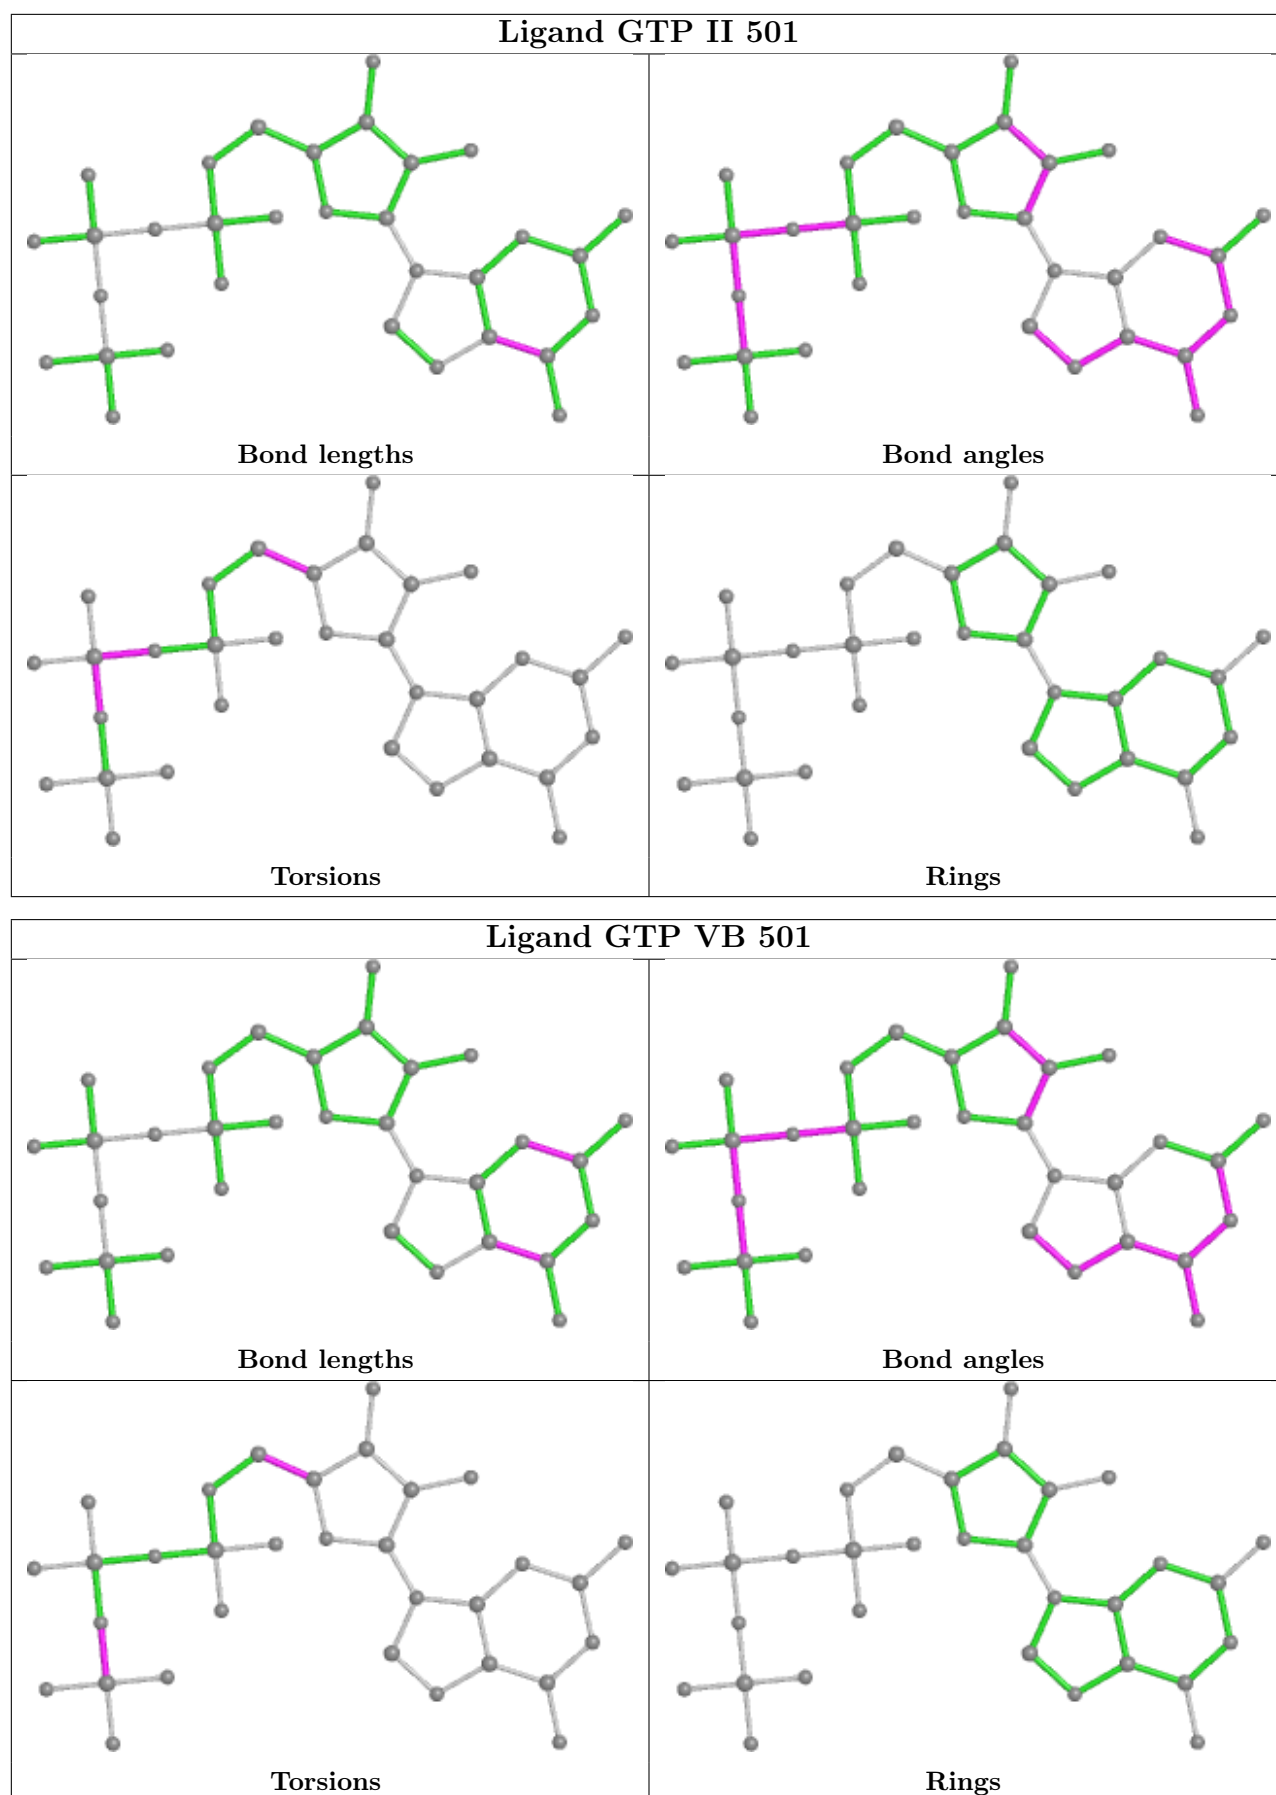 Ligand GTP II 501
Bond lengths
Bond angles
Torsions
Rings
Ligand GTP VB 501
Bond lengths
Bond angles
Torsions
Rings